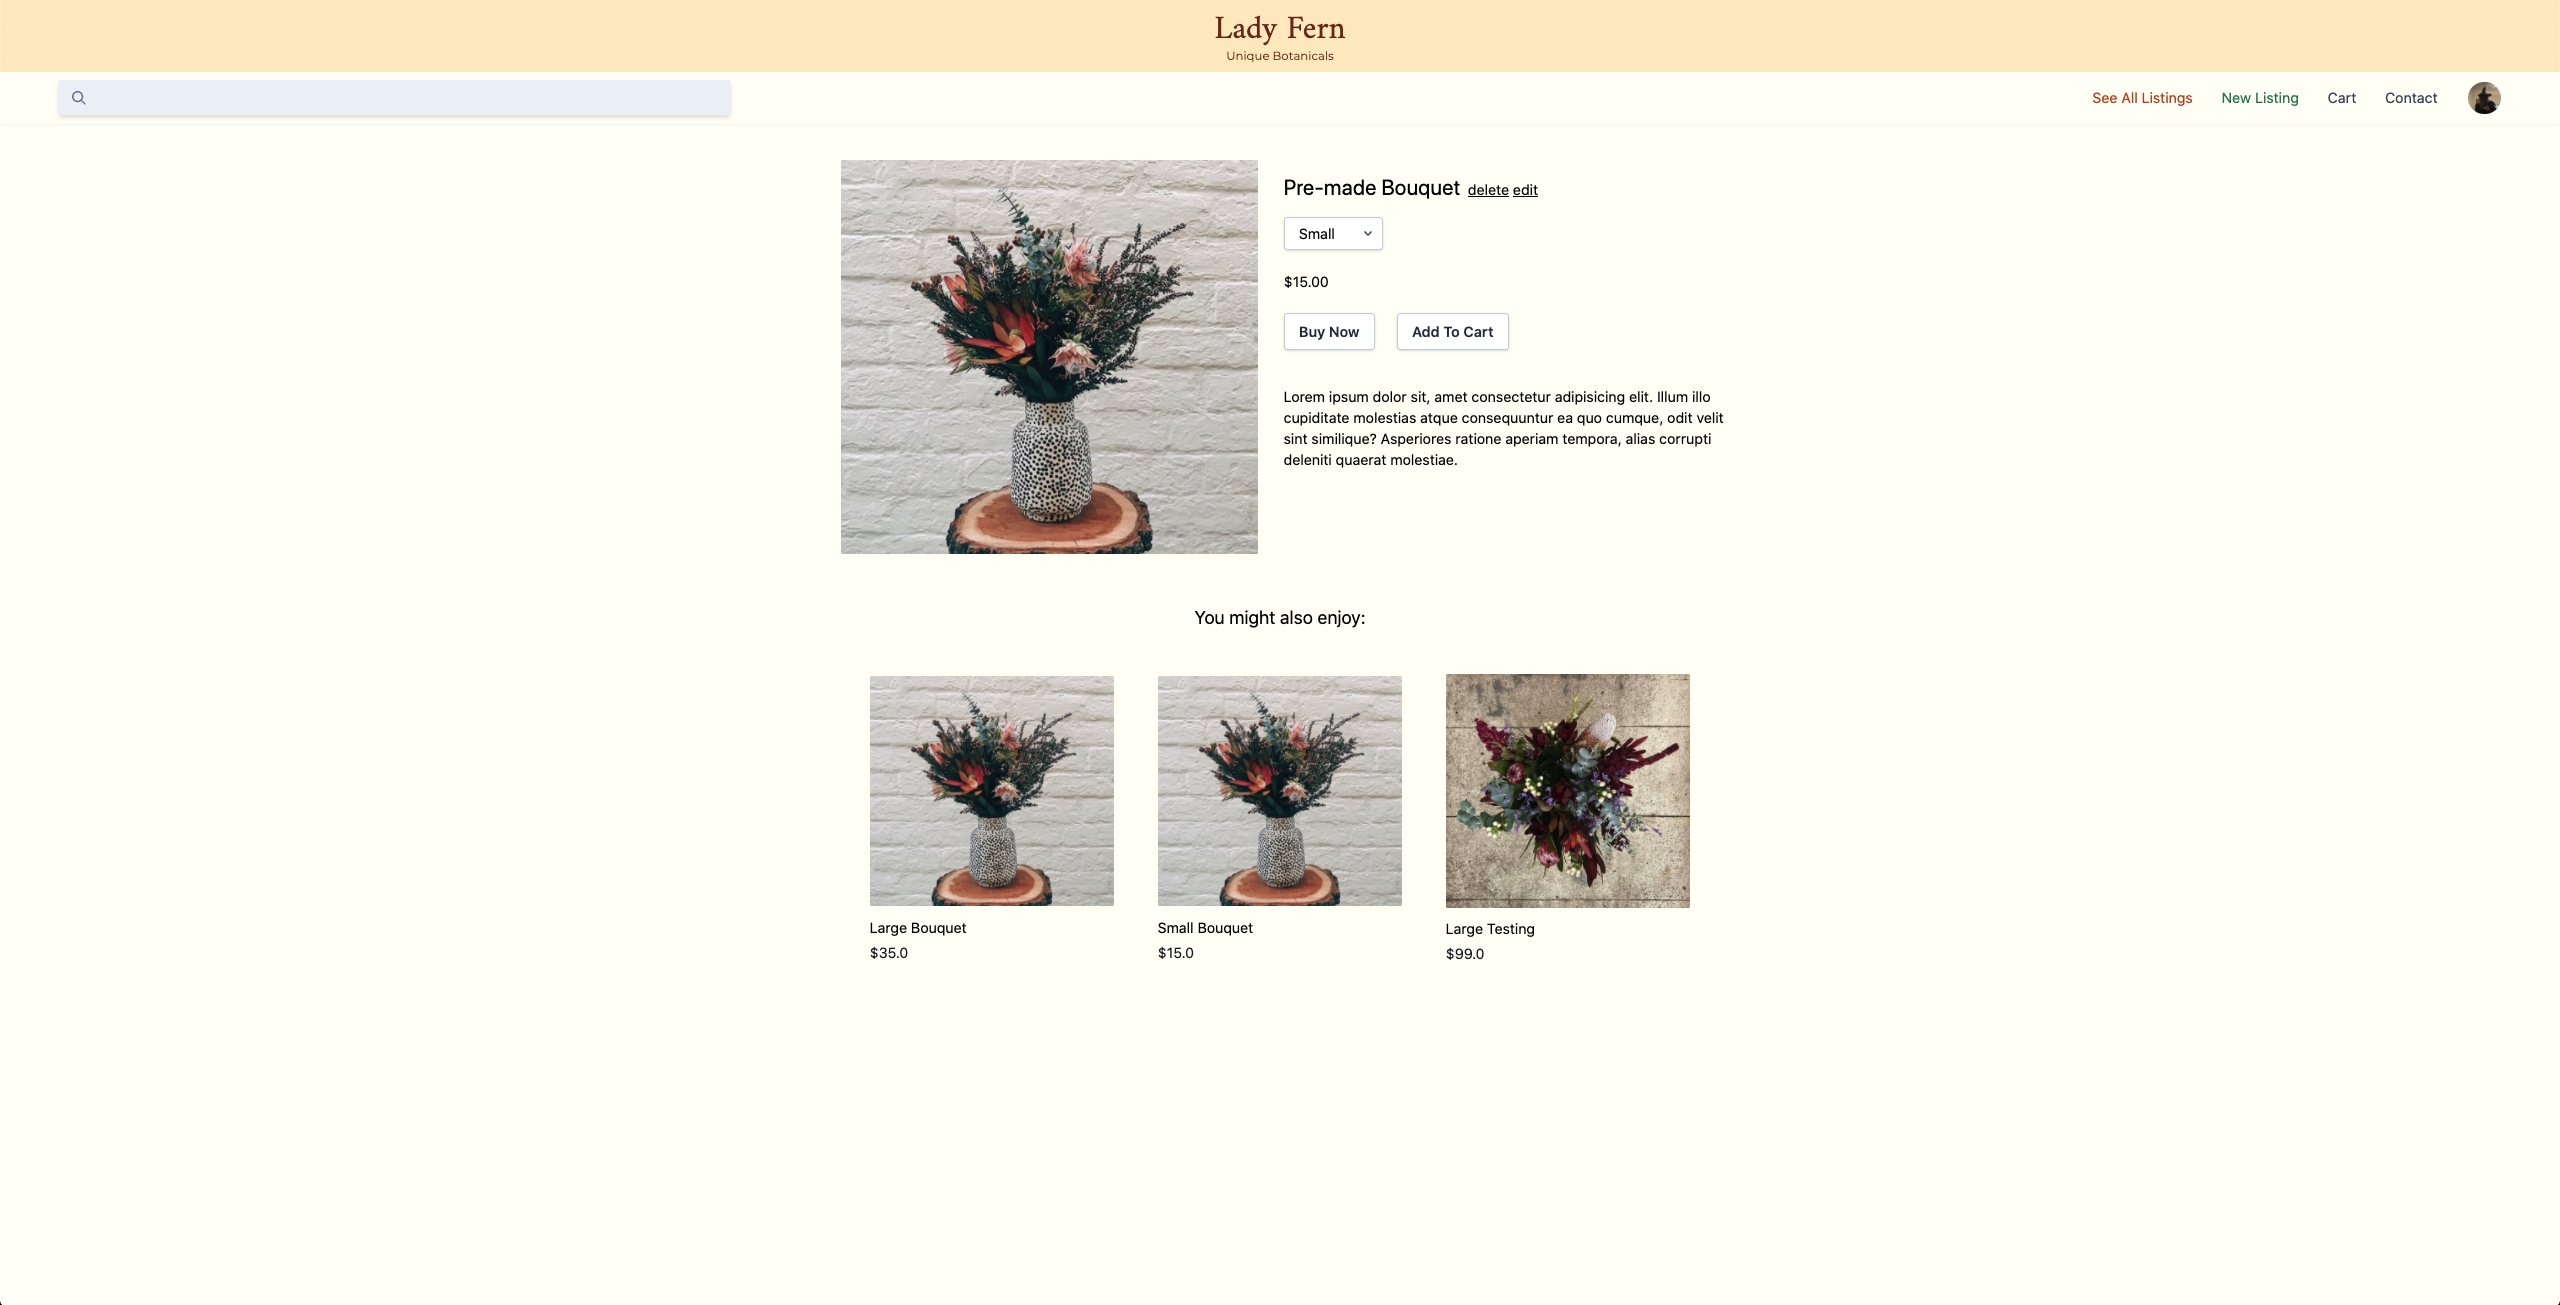 Lady Fern
Unique Botanicals
See All Listings New Listing Cart Contact
Pre-made Bouquet delete edit
Small
$15.00
Buy Now Add To Cart
Lorem ipsum dolor sit, amet consectetur adipisicing elit. Illum illo
cupiditate molestias atque consequuntur ea quo cumque, odit velit
sint similique? Asperiores ratione aperiam tempora, alias corrupti
deleniti quaerat molestiae.
You might also enjoy:
Large Bouquet
$35.0
Small Bouquet
$15.0
Large Testing
$99.0